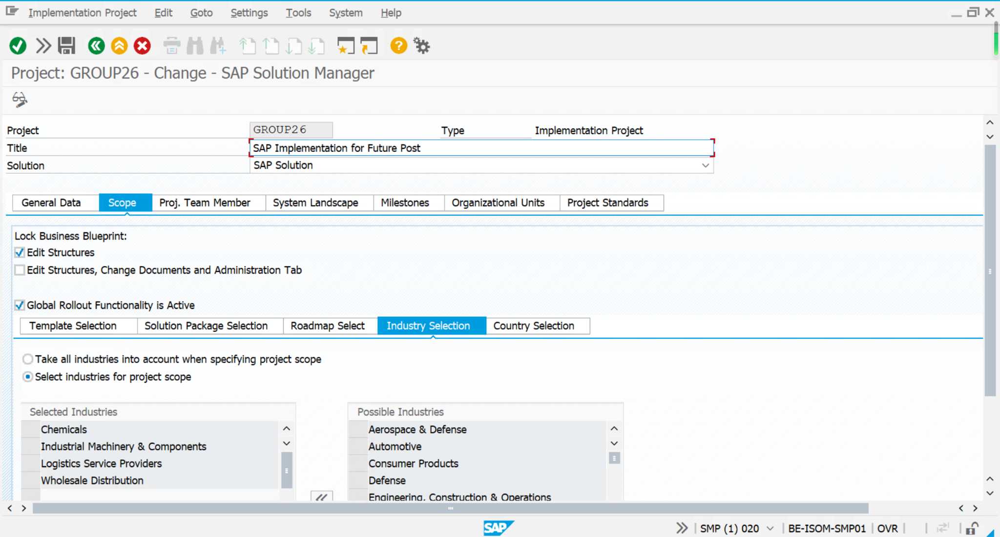 Implementation Project Edit Goto Settings Tools System Help
Project: GROUP26 - Change - SAP Solution Manager
Project GROUP26 Type Implementation Project
Title SAP Implementation for Future Post
Solution SAP Solution
General Data Scope Proj. Team Member System Landscape Milestones Organizational Units Project Standards
Lock Business Blueprint:
Edit Structures
Edit Structures, Change Documents and Administration Tab
Global Rollout Functionality is Active
Template Selection Solution Package Selection Roadmap Select Industry Selection Country Selection
Take all industries into account when specifying project scope
Select industries for project scope
Selected Industries Possible Industries
Chemicals Aerospace & Defense
Industrial Machinery & Components Automotive
Logistics Service Providers Consumer Products
Wholesale Distribution Defense
Engineering, Construction & Operations
SAP SMP (1) 020 BE-ISOM-SMP01 OVR